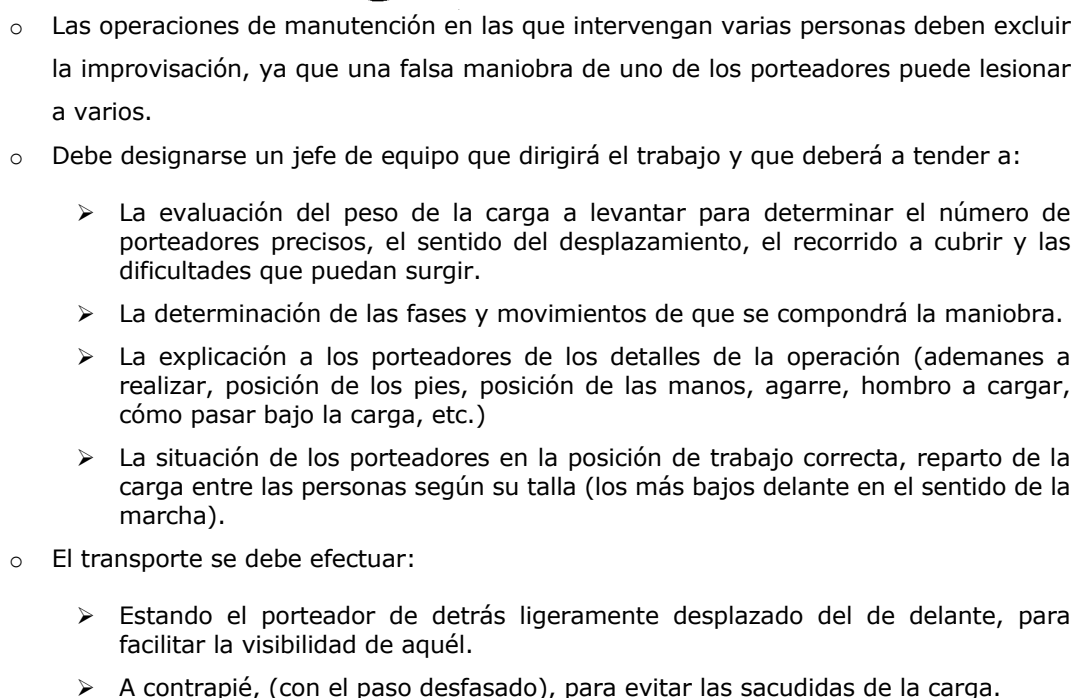 o Las operaciones de manutención en las que intervengan varias personas deben excluir
la improvisación, ya que una falsa maniobra de uno de los porteadores puede lesionar
a varios.
o Debe designarse un jefe de equipo que dirigirá el trabajo y que deberá a tender a:
➢ La evaluación del peso de la carga a levantar para determinar el número de
porteadores precisos, el sentido del desplazamiento, el recorrido a cubrir y las
dificultades que puedan surgir.
➢ La determinación de las fases y movimientos de que se compondrá la maniobra.
➢ La explicación a los porteadores de los detalles de la operación (ademanes a
realizar, posición de los pies, posición de las manos, agarre, hombro a cargar,
cómo pasar bajo la carga, etc.)
➢ La situación de los porteadores en la posición de trabajo correcta, reparto de la
carga entre las personas según su talla (los más bajos delante en el sentido de la
marcha).
o El transporte se debe efectuar:
➢ Estando el porteador de detrás ligeramente desplazado del de delante, para
facilitar la visibilidad de aquél.
➢ A contrapié, (con el paso desfasado), para evitar las sacudidas de la carga.